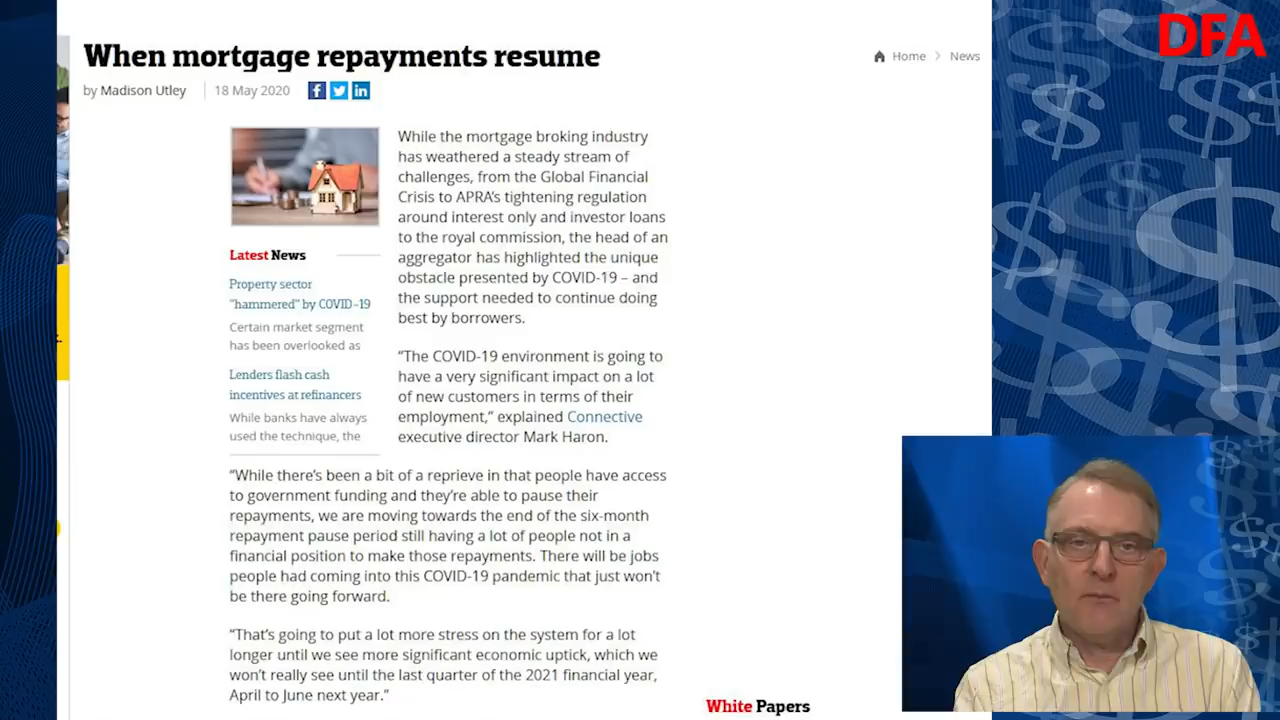 DFA
When mortgage repayments resume
Home > News
by Madison Utley | 18 May 2020
While the mortgage broking industry
has weathered a steady stream of
challenges, from the Global Financial
Crisis to APRA's tightening regulation
around interest only and investor loans
to the royal commission, the head of an
aggregator has highlighted the unique
obstacle presented by COVID-19 – and
the support needed to continue doing
best by borrowers.
Latest News
Property sector
"hammered" by COVID-19
Certain market segment
has been overlooked as
Lenders flash cash
incentives at refinancers
While banks have always
used the technique, the
“The COVID-19 environment is going to
have a very significant impact on a lot
of new customers in terms of their
employment,” explained Connective
executive director Mark Haron.
“While there’s been a bit of a reprieve in that people have access
to government funding and they’re able to pause their
repayments, we are moving towards the end of the six-month
repayment pause period still having a lot of people not in a
financial position to make those repayments. There will be jobs
people had coming into this COVID-19 pandemic that just won’t
be there going forward.
“That’s going to put a lot more stress on the system for a lot
longer until we see more significant economic uptick, which we
won’t really see until the last quarter of the 2021 financial year,
April to June next year.”
White Papers